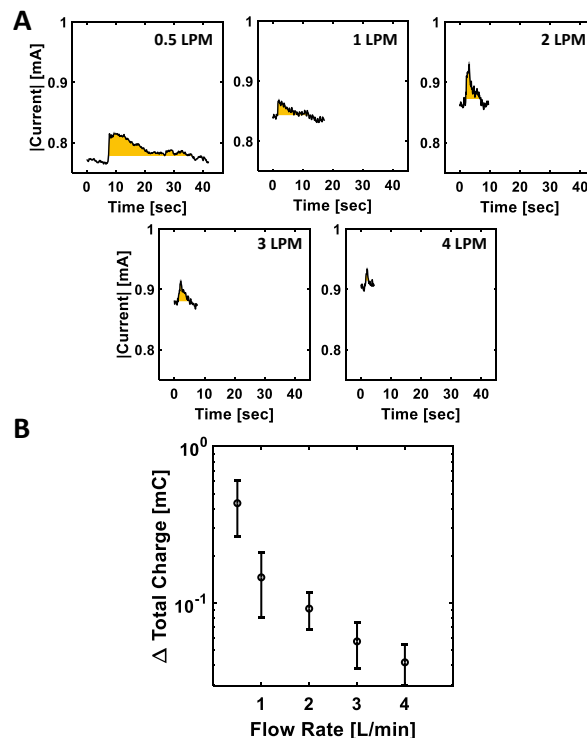 A
0.5 LPM
1 LPM
2 LPM
|Current| [mA]
1
0.9
0.8
0 10 20 30 40
Time [sec]
1
0.9
0.8
0 10 20 30 40
Time [sec]
1
0.9
0.8
0 10 20 30 40
Time [sec]
3 LPM
4 LPM
|Current| [mA]
1
0.9
0.8
0 10 20 30 40
Time [sec]
1
0.9
0.8
0 10 20 30 40
Time [sec]
B
Δ Total Charge [mC]
10⁰
10⁻¹
1 2 3 4
Flow Rate [L/min]